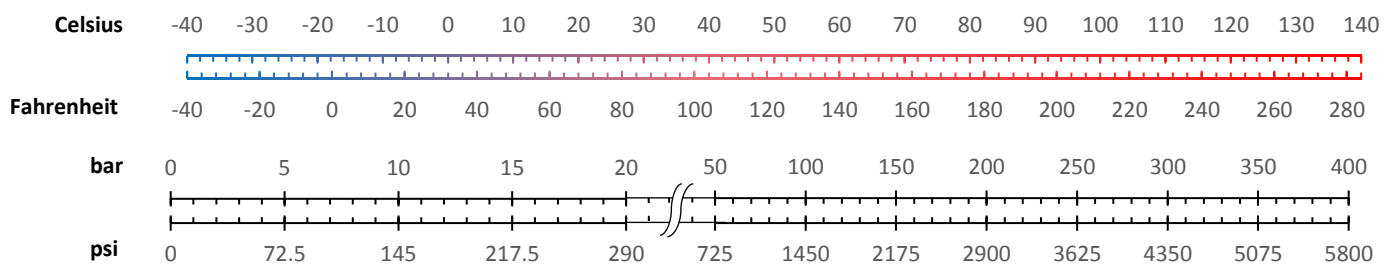 Celsius -40 -30 -20 -10 0 10 20 30 40 50 60 70 80 90 100 110 120 130 140
Fahrenheit -40 -20 0 20 40 60 80 100 120 140 160 180 200 220 240 260 280
bar 0 5 10 15 20 50 100 150 200 250 300 350 400
psi 0 72.5 145 217.5 290 725 1450 2175 2900 3625 4350 5075 5800